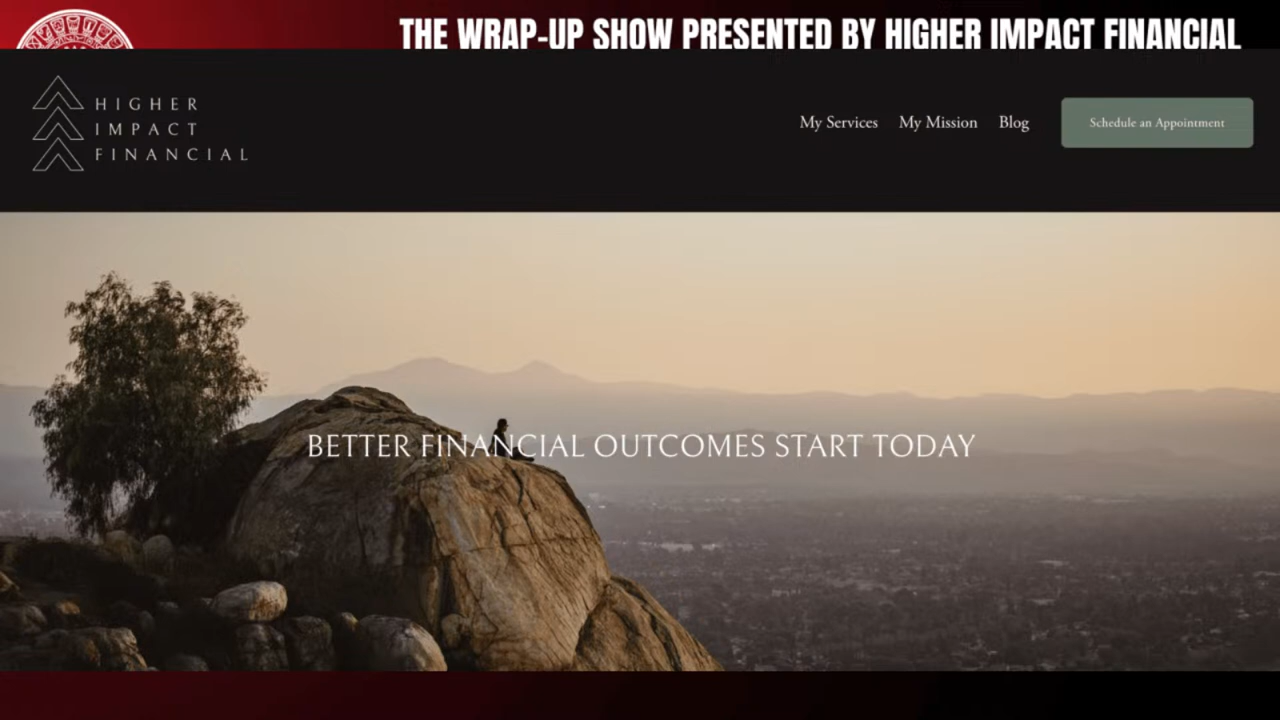 THE WRAP-UP SHOW PRESENTED BY HIGHER IMPACT FINANCIAL
HIGHER
IMPACT
FINANCIAL
My Services
My Mission
Blog
Schedule an Appointment
BETTER FINANCIAL OUTCOMES START TODAY